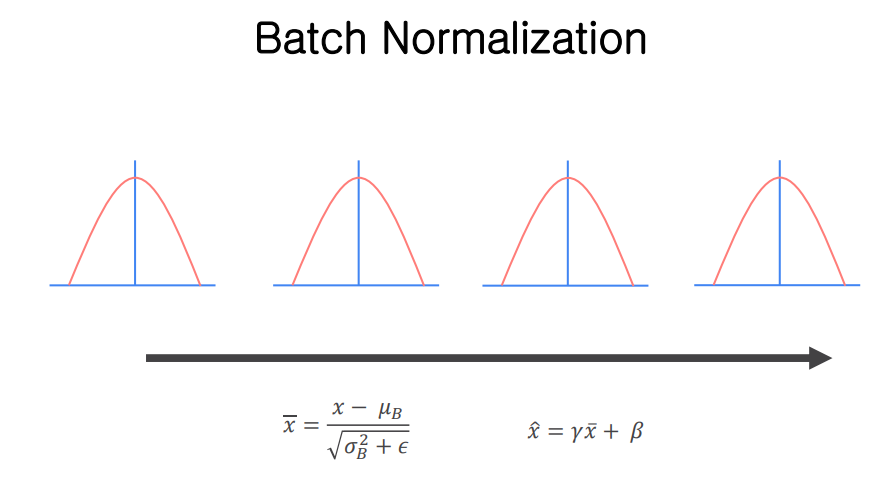 Batch Normalization
x̅ = (x − μ_B) / √(σ_B² + ϵ)
x̂ = γx̄ + β